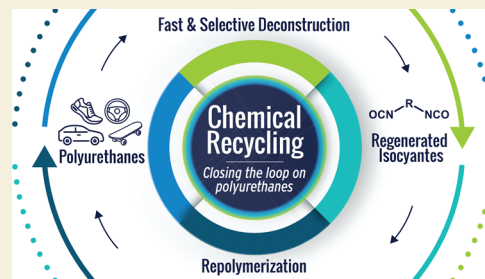 Fast & Selective Deconstruction
Chemical
Recycling
Closing the loop on
polyurethanes
Polyurethanes
R
OCN NCO
Regenerated
Isocyantes
Repolymerization